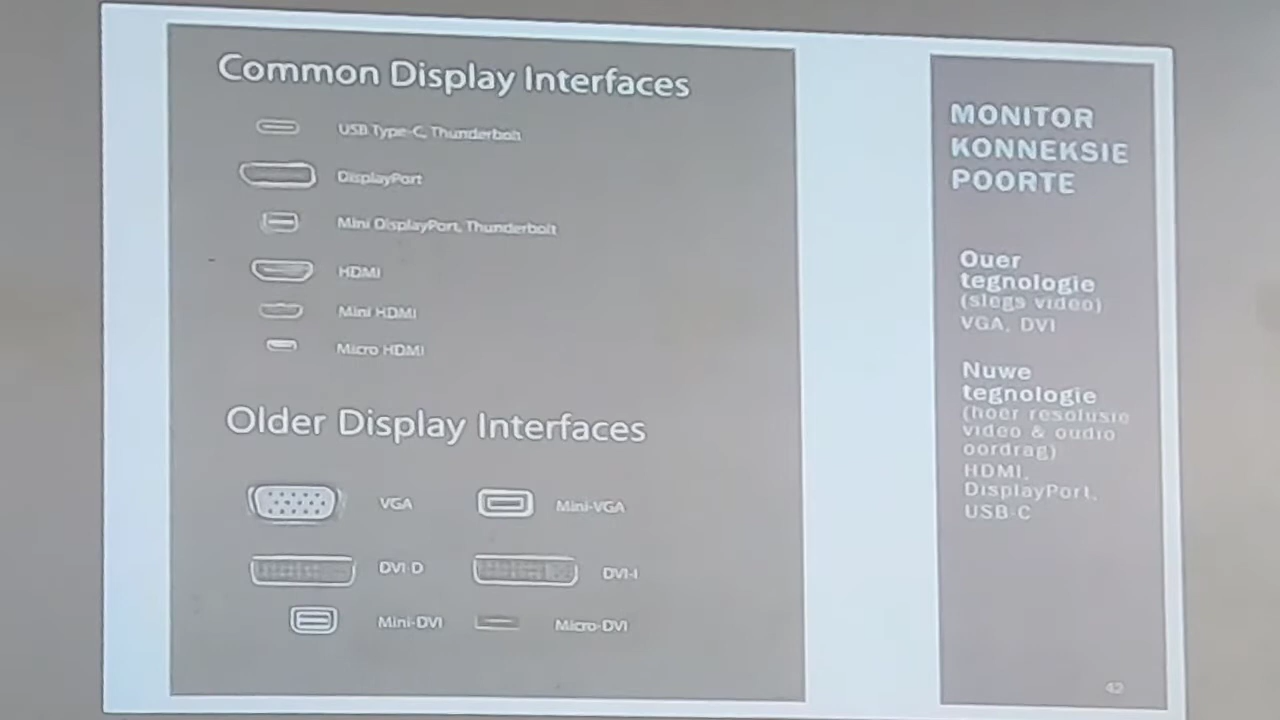 Common Display Interfaces
USB Type-C, Thunderbolt
DisplayPort
Mini DisplayPort, Thunderbolt
HDMI
Mini HDMI
Micro HDMI
Older Display Interfaces
VGA
Mini-VGA
DVI-D
DVI-I
Mini-DVI
Micro-DVI
MONITOR
KONNEKSIE
POORTE
Ouer
tegnologie
(slegs video)
VGA, DVI
Nuwe
tegnologie
(hoër resolusie
video & oudio
oordrag)
HDMI,
DisplayPort,
USB-C
42